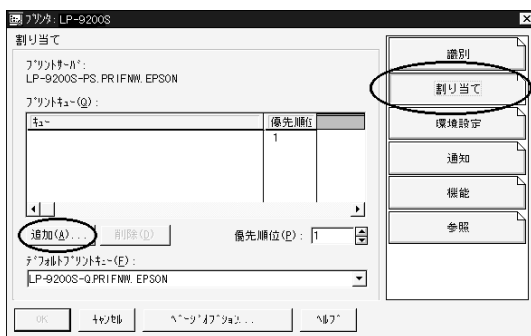 ﾌﾟﾘﾝﾀ: LP-9200S
割り当て
ﾌﾟﾘﾝﾄｻｰﾊﾞ:
LP-9200S-PS.PRIFNW.EPSON
ﾌﾟﾘﾝﾄｷｭｰ(Q):
ｷｭｰ 優先順位
1
追加(A)... 削除(D) 優先順位(P): 1
ﾃﾞﾌｫﾙﾄﾌﾟﾘﾝﾄｷｭｰ(F):
LP-9200S-Q.PRIFNW.EPSON
OK ｷｬﾝｾﾙ ﾍﾟｰｼﾞｵﾌﾟｼｮﾝ... ﾍﾙﾌﾟ
識別
割り当て
環境設定
通知
機能
参照